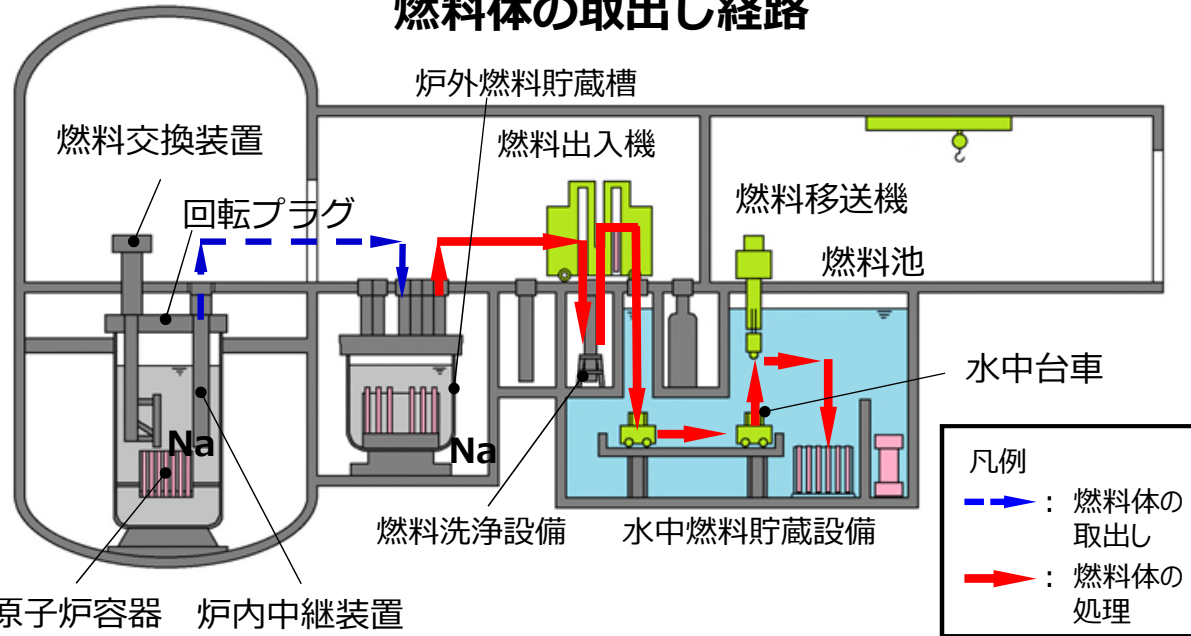 燃料体の取出し経路
炉外燃料貯蔵槽
燃料交換装置
燃料出入機
回転プラグ
燃料移送機
燃料池
水中台車
Na
Na
燃料洗浄設備
水中燃料貯蔵設備
原子炉容器
炉内中継装置
凡例
: 燃料体の
取出し
: 燃料体の
処理